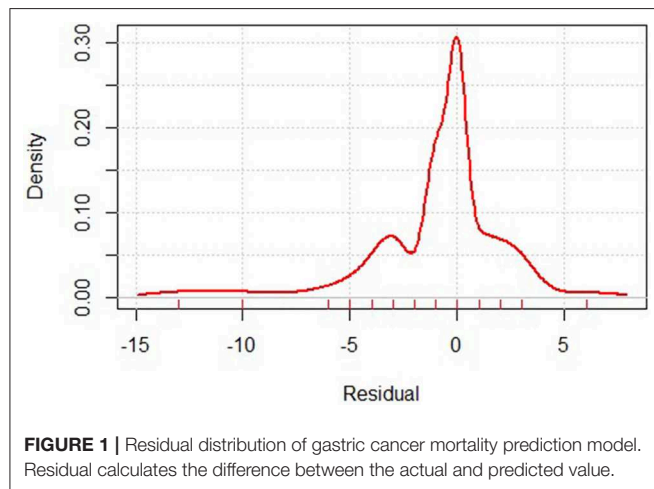 0.30
0.20
0.10
0.00
Density
-15 -10 -5 0 5
Residual
FIGURE 1 | Residual distribution of gastric cancer mortality prediction model.
Residual calculates the difference between the actual and predicted value.